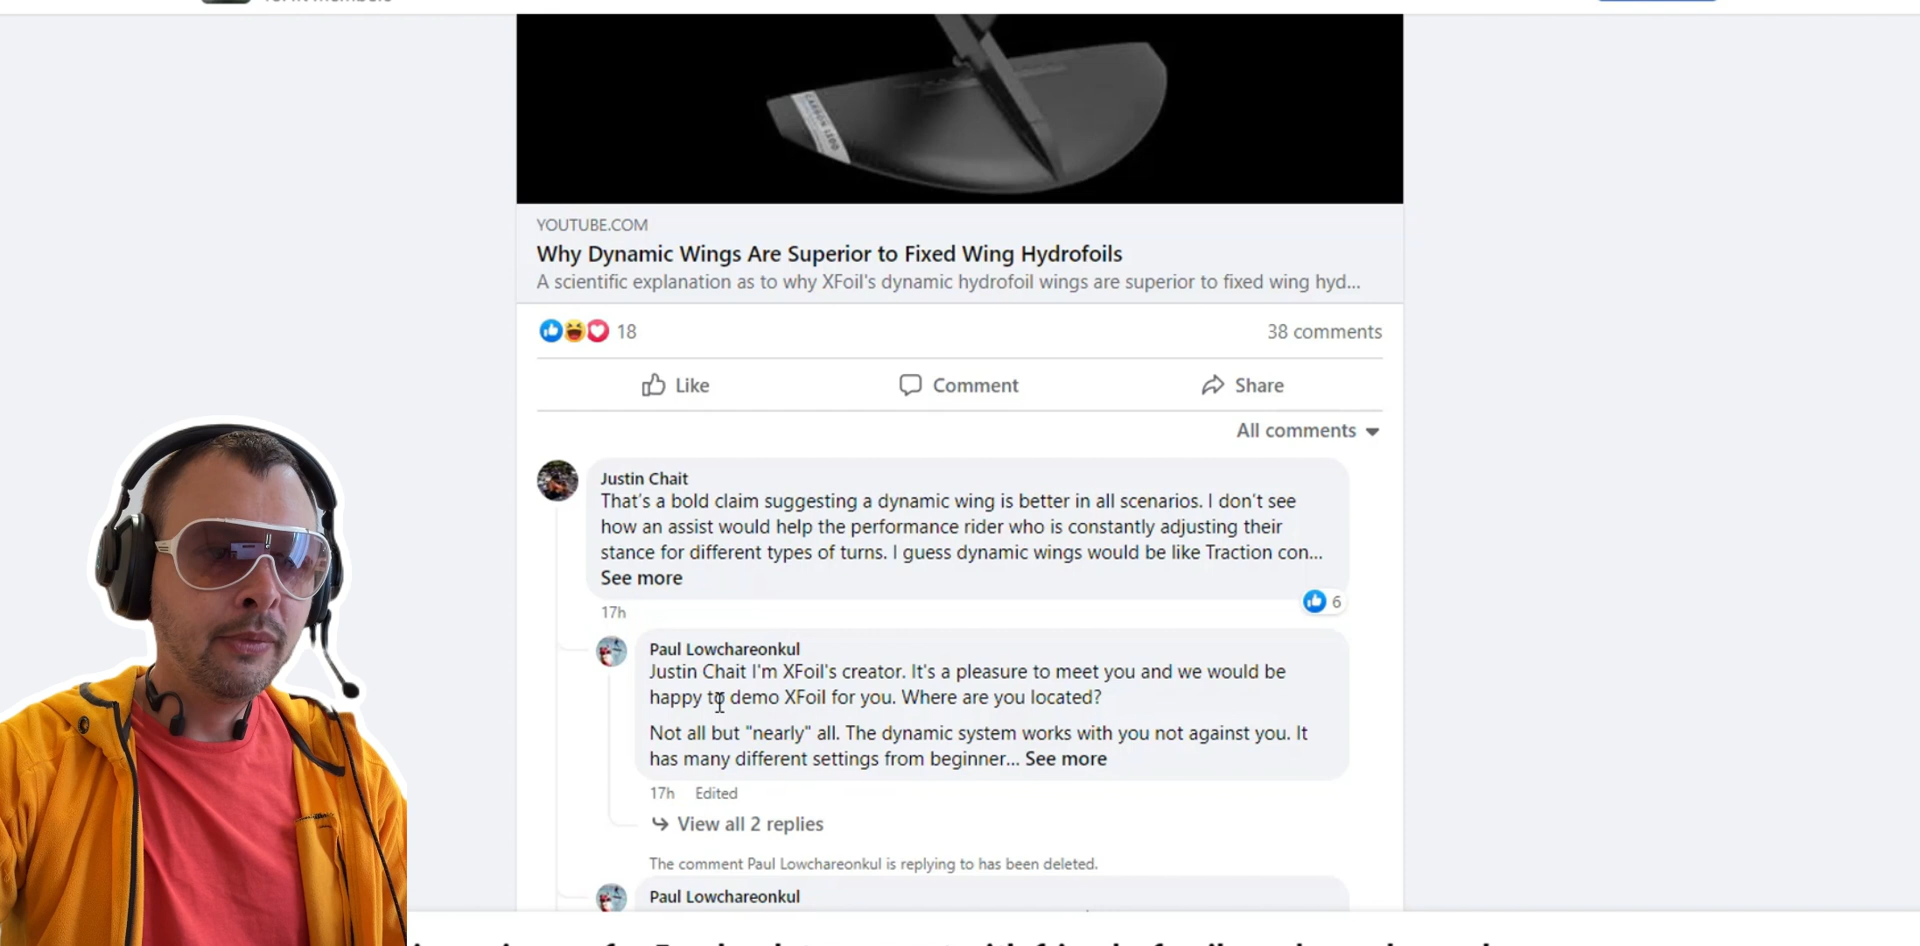 CARBON
YOUTUBE.COM
Why Dynamic Wings Are Superior to Fixed Wing Hydrofoils
A scientific explanation as to why XFoil's dynamic hydrofoil wings are superior to fixed wing hyd...
18
38 comments
Like
Comment
Share
All comments
Justin Chait
That's a bold claim suggesting a dynamic wing is better in all scenarios. I don't see
how an assist would help the performance rider who is constantly adjusting their
stance for different types of turns. I guess dynamic wings would be like Traction con...
See more
17h
6
Paul Lowchareonkul
Justin Chait I'm XFoil's creator. It's a pleasure to meet you and we would be
happy to demo XFoil for you. Where are you located?
Not all but "nearly" all. The dynamic system works with you not against you. It
has many different settings from beginner... See more
17h Edited
View all 2 replies
The comment Paul Lowchareonkul is replying to has been deleted.
Paul Lowchareonkul